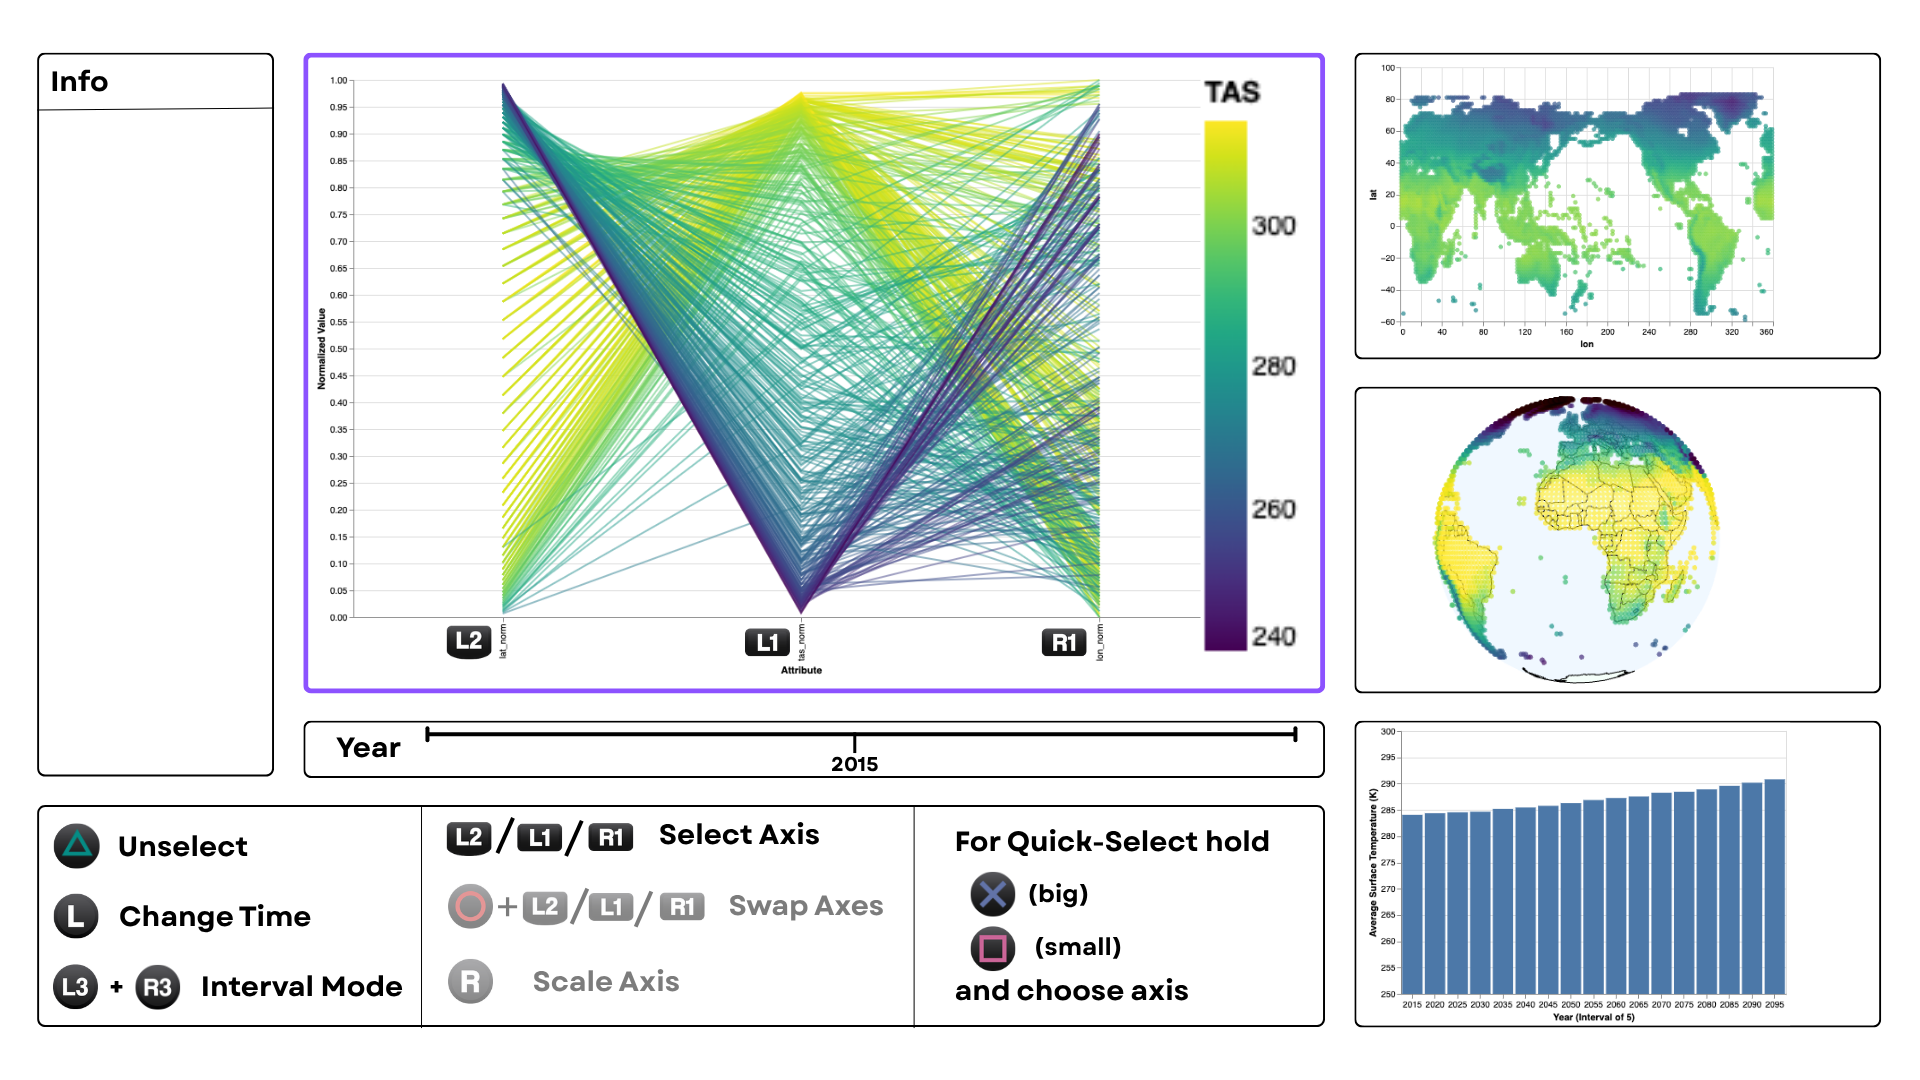 Info
1.00
0.95
0.90
0.85
0.80
0.75
0.70
0.65
0.60
0.55
0.50
0.45
0.40
0.35
0.30
0.25
0.20
0.15
0.10
0.05
0.00
Normalized Value
L2
lat_norm
L1
tas_norm
R1
lon_norm
Attribute
TAS
300
280
260
240
100
80
60
40
20
0
−20
−40
−60
lat
0 40 80 120 160 200 240 280 320 360
lon
Year
2015
300
295
290
285
280
275
270
265
260
255
250
Average Surface Temperature (K)
2015 2020 2025 2030 2035 2040 2045 2050 2055 2060 2065 2070 2075 2080 2085 2090 2095
Year (Interval of 5)
Unselect
L Change Time
L3 + R3 Interval Mode
L2 / L1 / R1 Select Axis
+ L2 / L1 / R1 Swap Axes
R Scale Axis
For Quick-Select hold
(big)
(small)
and choose axis